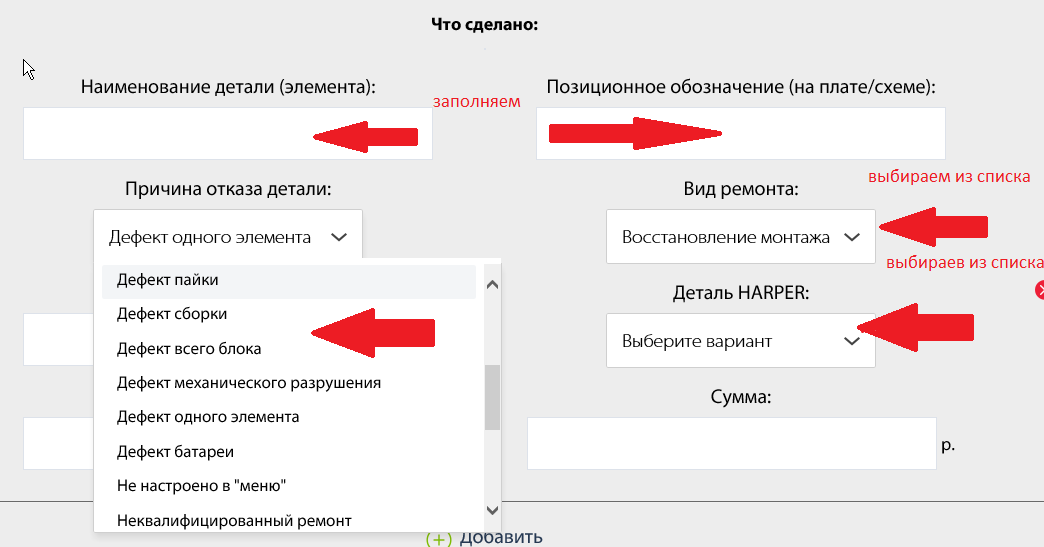 Что сделано:
Наименование детали (элемента):
Позиционное обозначение (на плате/схеме):
заполняем
Причина отказа детали:
Вид ремонта:
выбираем из списка
Дефект одного элемента
Восстановление монтажа
выбираев из списка
Дефект пайки
Дефект сборки
Дефект всего блока
Дефект механического разрушения
Дефект одного элемента
Дефект батареи
Не настроено в "меню"
Неквалифицированный ремонт
Деталь HARPER:
Выберите вариант
Сумма:
р.
(+) Добавить